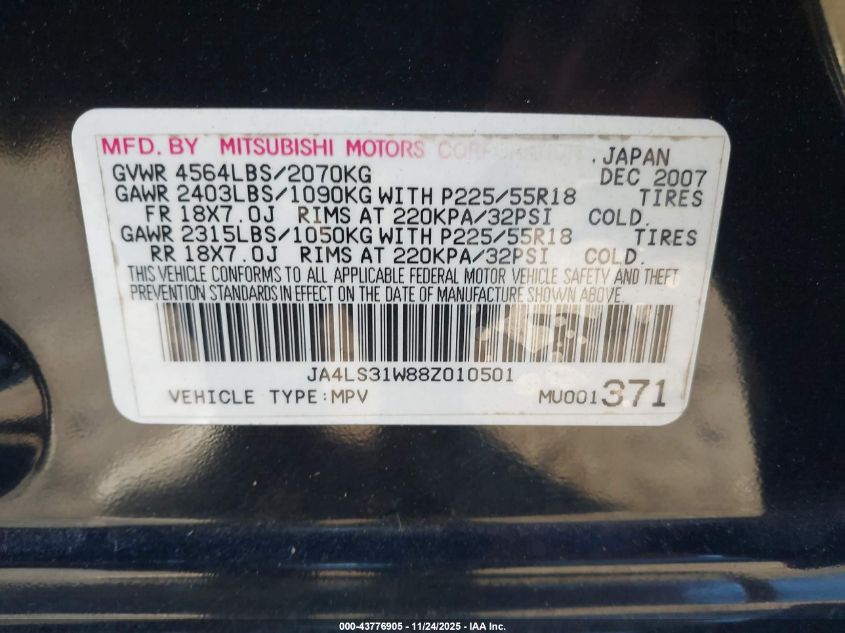 MFD. BY MITSUBISHI MOTORS CORPORATION. JAPAN
GVWR 4564LBS/2070KG DEC 2007
GAWR 2403LBS/1090KG WITH P225/55R18 TIRES
FR 18X7.0J RIMS AT 220KPA/32PSI COLD.
GAWR 2315LBS/1050KG WITH P225/55R18 TIRES
RR 18X7.0J RIMS AT 220KPA/32PSI COLD.
THIS VEHICLE CONFORMS TO ALL APPLICABLE FEDERAL MOTOR VEHICLE SAFETY AND THEFT
PREVENTION STANDARDS IN EFFECT ON THE DATE OF MANUFACTURE SHOWN ABOVE.
JA4LS31W88Z010501
VEHICLE TYPE:MPV MU001371
000-43776905 - 11/24/2025 - IAA Inc.